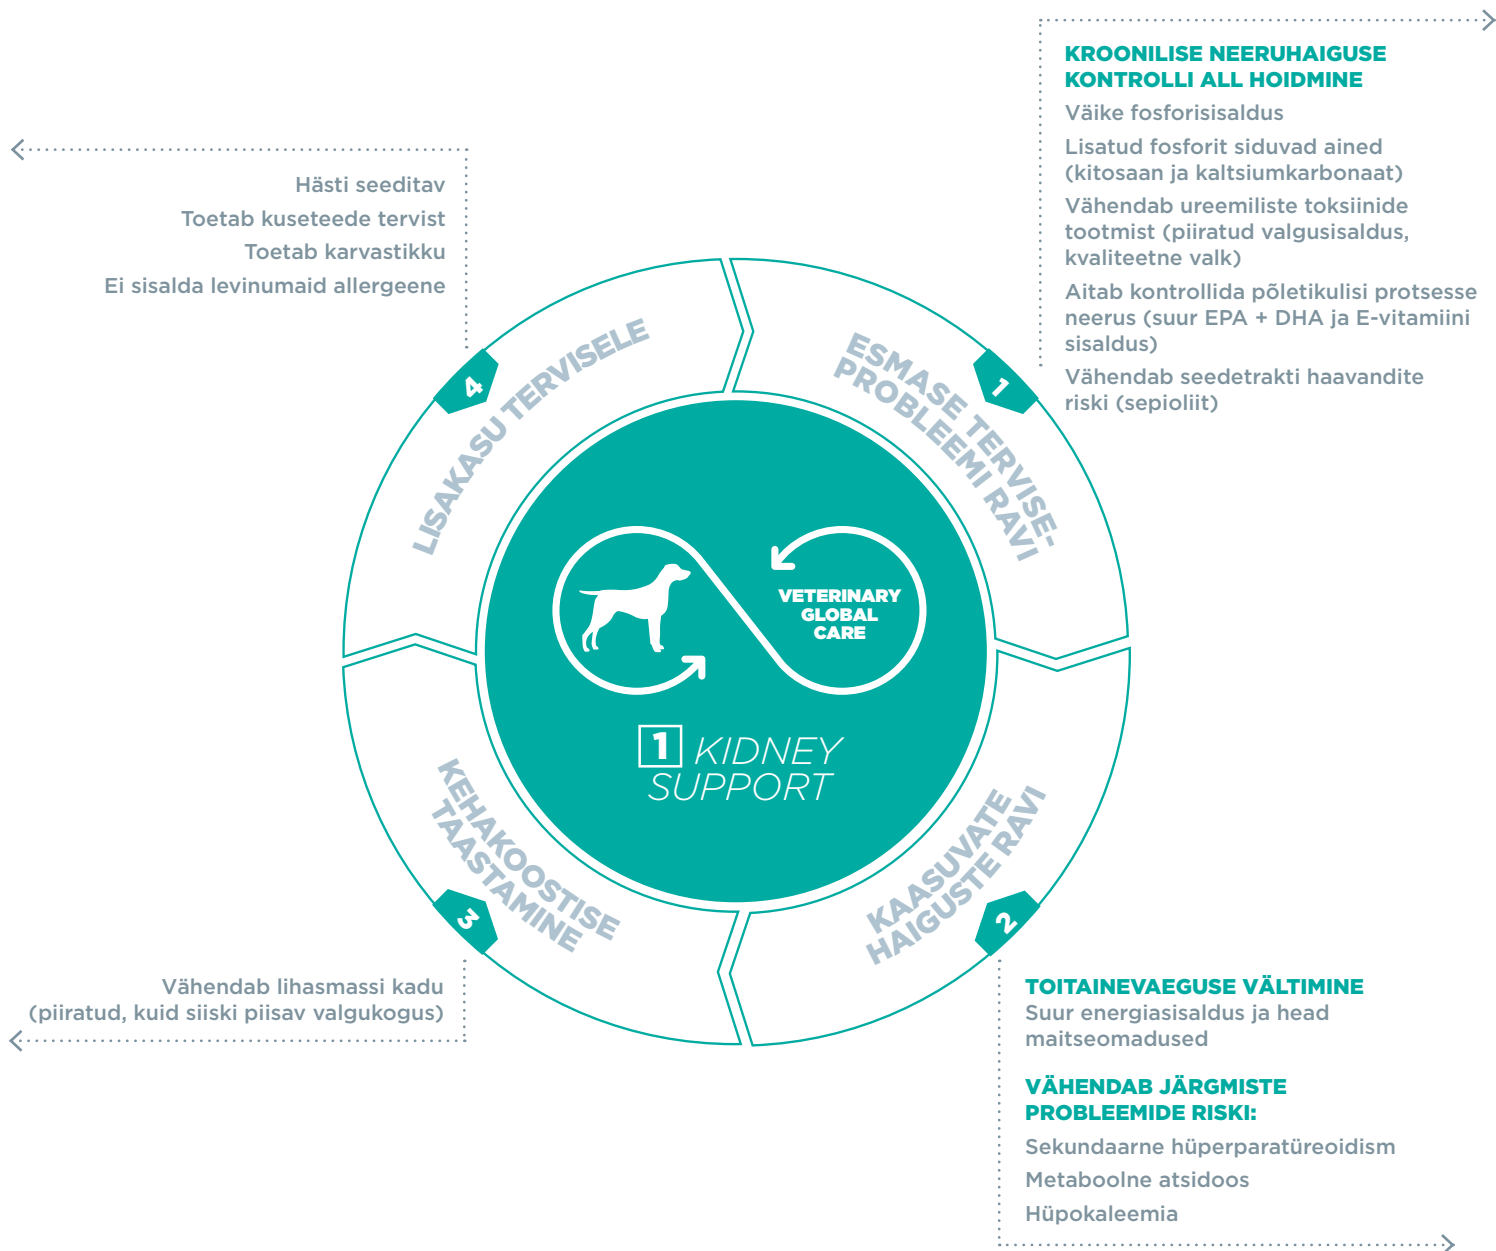 KROONILISE NEERUHAIGUSE
KONTROLLI ALL HOIDMINE
Väike fosforisisaldus
Lisatud fosforit siduvad ained
(kitosaan ja kaltsiumkarbonaat)
Vähendab ureemiliste toksiinide
tootmist (piiratud valgusisaldus,
kvaliteetne valk)
Aitab kontrollida põletikulisi protsesse
neerus (suur EPA + DHA ja E-vitamiini
sisaldus)
Vähendab seedetrakti haavandite
riski (sepioliit)
Hästi seeditav
Toetab kuseteede tervist
Toetab karvastikku
Ei sisalda levinumaid allergeene
4
LISAKASU TERVISELE
1
ESMASE TERVISE-
PROBLEEMI RAVI
VETERINARY
GLOBAL
CARE
1 KIDNEY
SUPPORT
KEHAKOOSTISE
TAASTAMINE
3
KAASUVATE
HAIGUSTE RAVI
2
Vähendab lihasmassi kadu
(piiratud, kuid siiski piisav valgukogus)
TOITAINEVAEGUSE VÄLTIMINE
Suur energiasisaldus ja head
maitseomadused
VÄHENDAB JÄRGMISTE
PROBLEEMIDE RISKI:
Sekundaarne hüperparatüreoidism
Metaboolne atsidoos
Hüpokaleemia